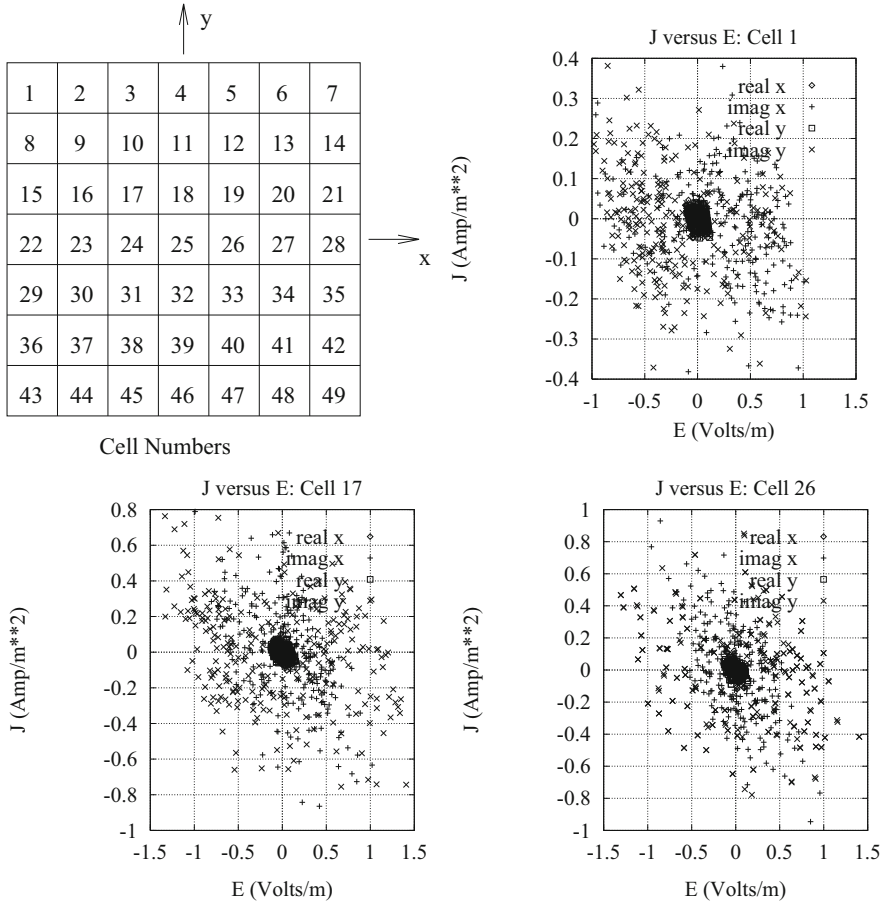 y
1 2 3 4 5 6 7
8 9 10 11 12 13 14
15 16 17 18 19 20 21
22 23 24 25 26 27 28
x
29 30 31 32 33 34 35
36 37 38 39 40 41 42
43 44 45 46 47 48 49
Cell Numbers
J versus E: Cell 1
real x
imag x
real y
imag y
0.4
0.3
0.2
0.1
0
-0.1
-0.2
-0.3
-0.4
-1 -0.5 0 0.5 1 1.5
J (Amp/m**2)
E (Volts/m)
J versus E: Cell 17
real x
imag x
real y
imag y
0.8
0.6
0.4
0.2
0
-0.2
-0.4
-0.6
-0.8
-1
-1.5 -1 -0.5 0 0.5 1 1.5
J (Amp/m**2)
E (Volts/m)
J versus E: Cell 26
real x
imag x
real y
imag y
1
0.8
0.6
0.4
0.2
0
-0.2
-0.4
-0.6
-0.8
-1
-1.5 -1 -0.5 0 0.5 1 1.5
J (Amp/m**2)
E (Volts/m)